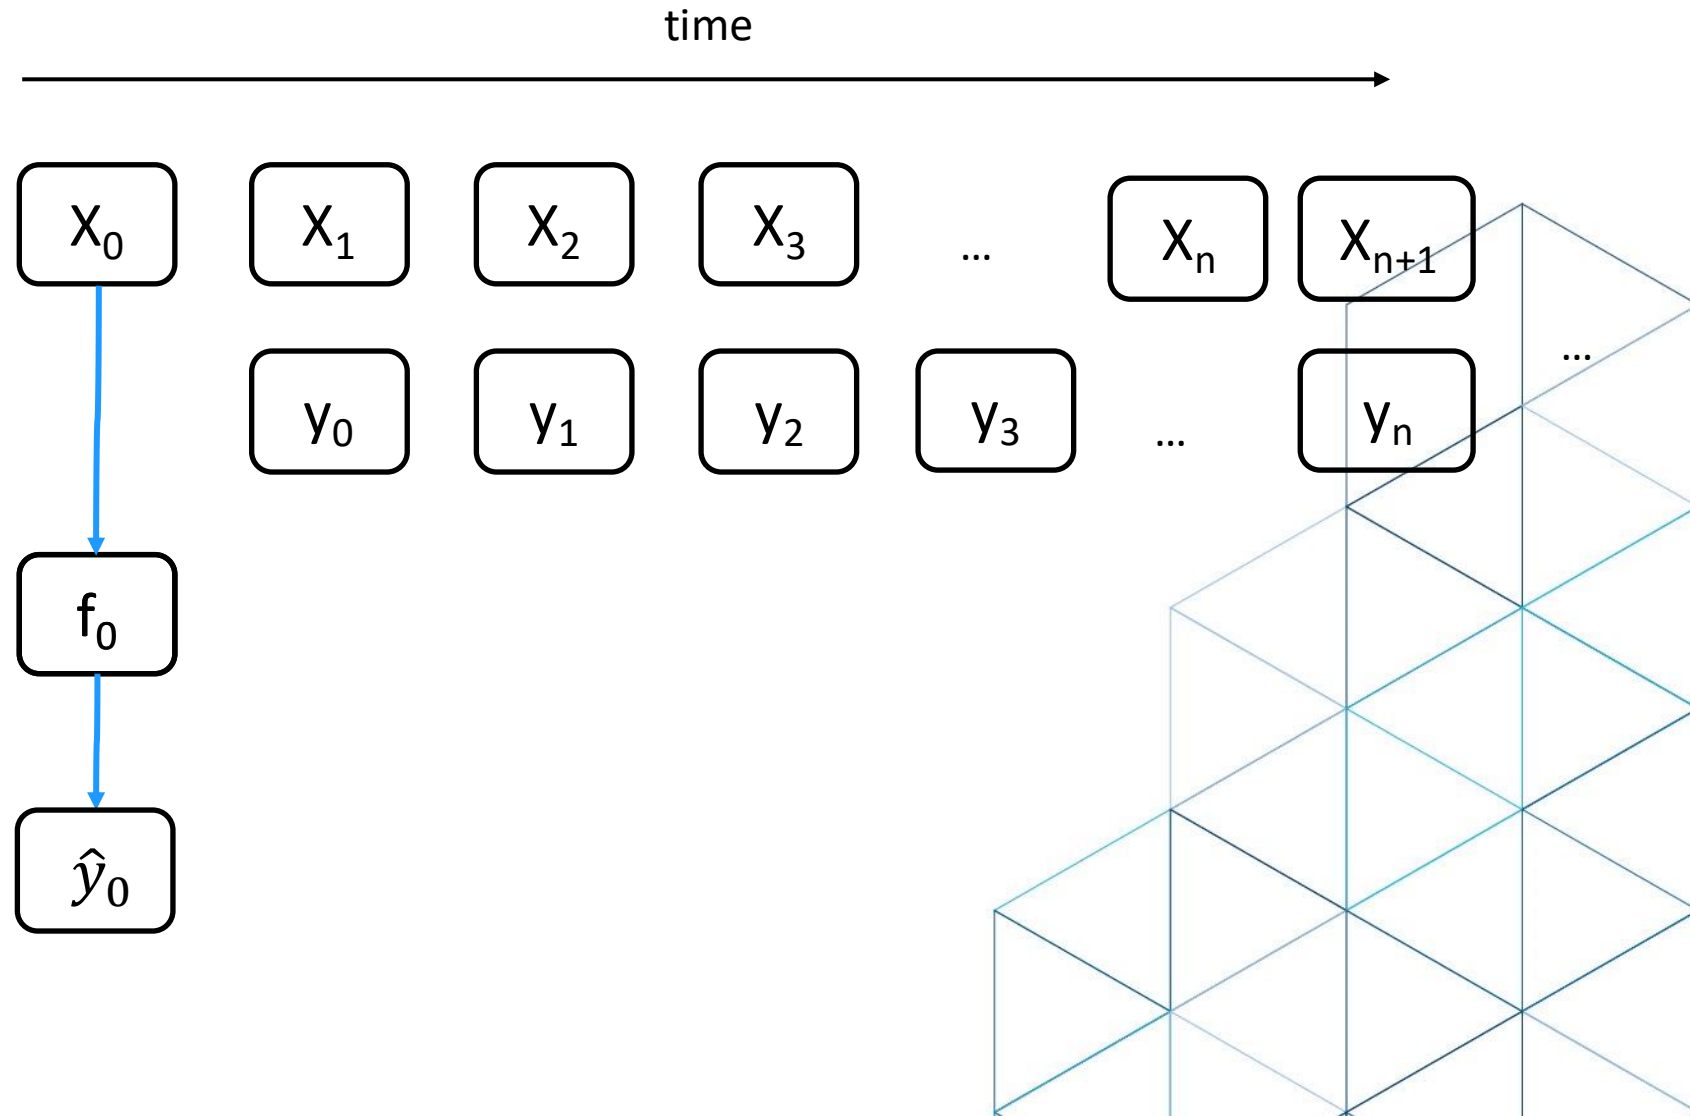 time
X₀ X₁ X₂ X₃ ... Xₙ Xₙ₊₁
y₀ y₁ y₂ y₃ ... yₙ ...
f₀
ŷ₀